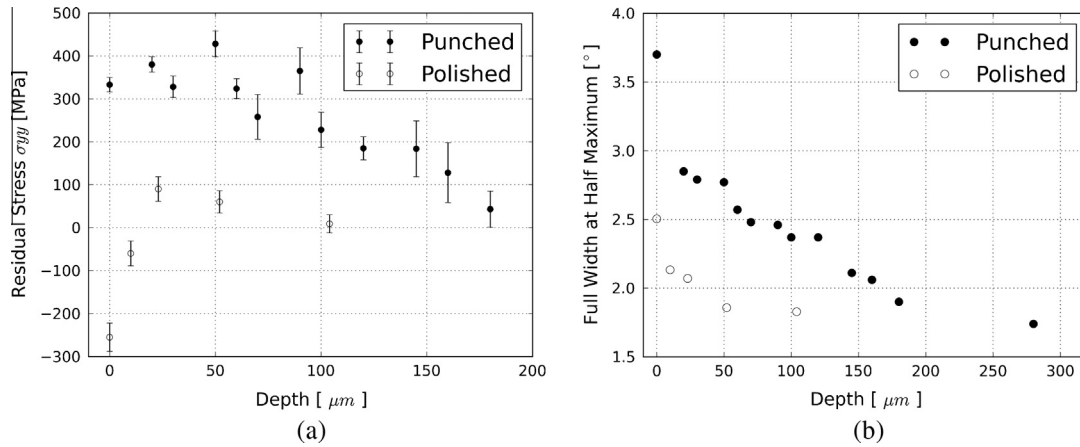 500
400
300
200
100
0
−100
−200
−300
0 50 100 150 200
Residual Stress σyy [MPa]
Depth [ μm ]
Punched
Polished
(a)
4.0
3.5
3.0
2.5
2.0
1.5
0 50 100 150 200 250 300
Full Width at Half Maximum [°]
Depth [ μm ]
Punched
Polished
(b)